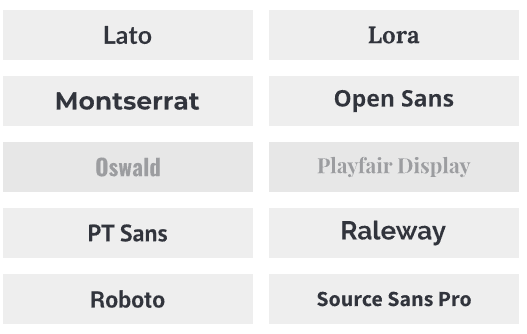 Lato
Lora
Montserrat
Open Sans
Oswald
Playfair Display
PT Sans
Raleway
Roboto
Source Sans Pro